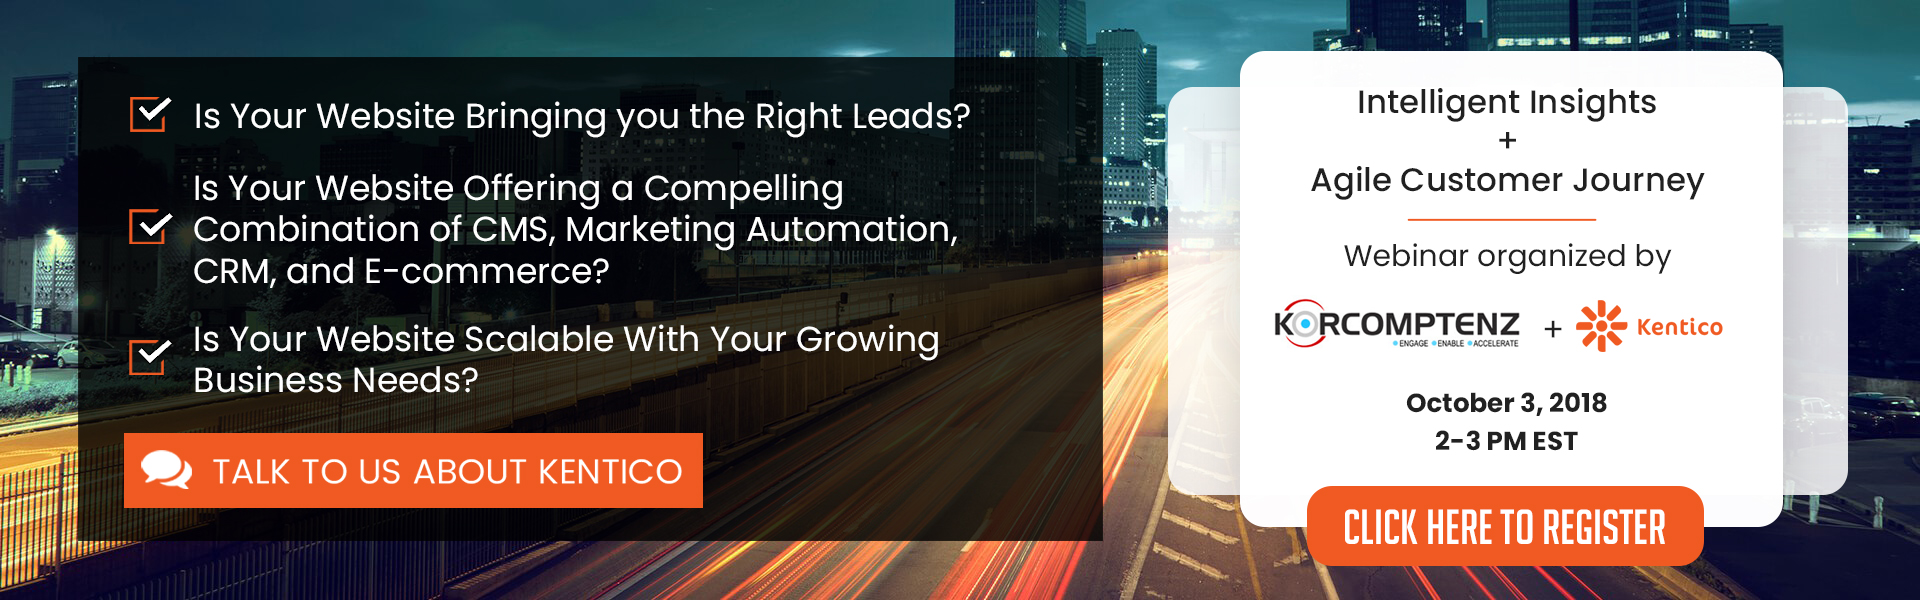 Is Your Website Bringing you the Right Leads?
Is Your Website Offering a Compelling
Combination of CMS, Marketing Automation,
CRM, and E-commerce?
Is Your Website Scalable With Your Growing
Business Needs?
TALK TO US ABOUT KENTICO
Intelligent Insights
+
Agile Customer Journey
Webinar organized by
KORCOMPTENZ + Kentico
ENGAGE ENABLE ACCELERATE
October 3, 2018
2-3 PM EST
CLICK HERE TO REGISTER